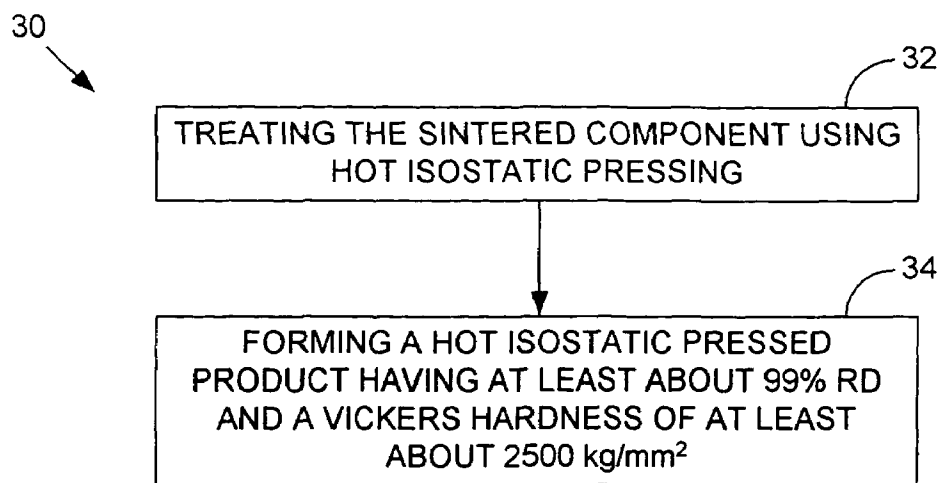 30
32
TREATING THE SINTERED COMPONENT USING
HOT ISOSTATIC PRESSING
34
FORMING A HOT ISOSTATIC PRESSED
PRODUCT HAVING AT LEAST ABOUT 99% RD
AND A VICKERS HARDNESS OF AT LEAST
ABOUT 2500 kg/mm²